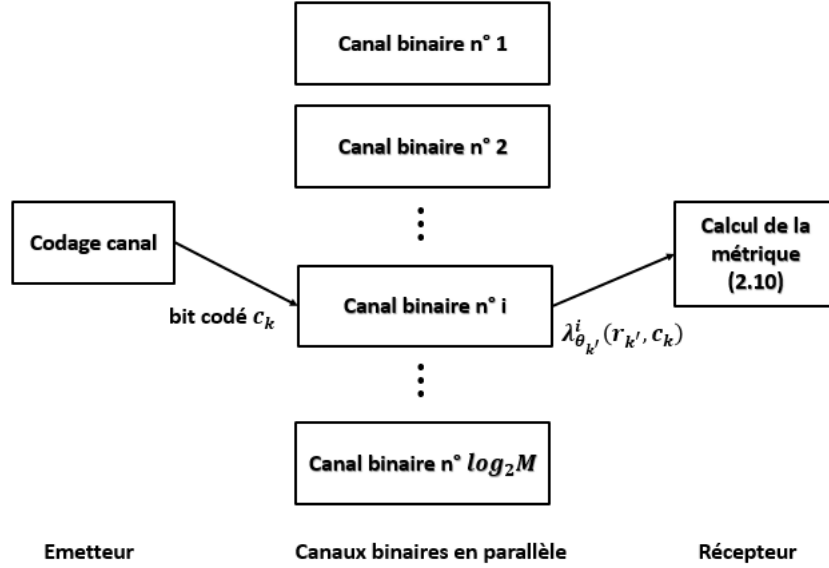 Canal binaire n° 1
Canal binaire n° 2
Codage canal
bit codé c_k
Canal binaire n° i
λ^i_{θ_{k'}}(r_{k'}, c_k)
Calcul de la
métrique
(2.10)
Canal binaire n° log_2 M
Emetteur
Canaux binaires en parallèle
Récepteur